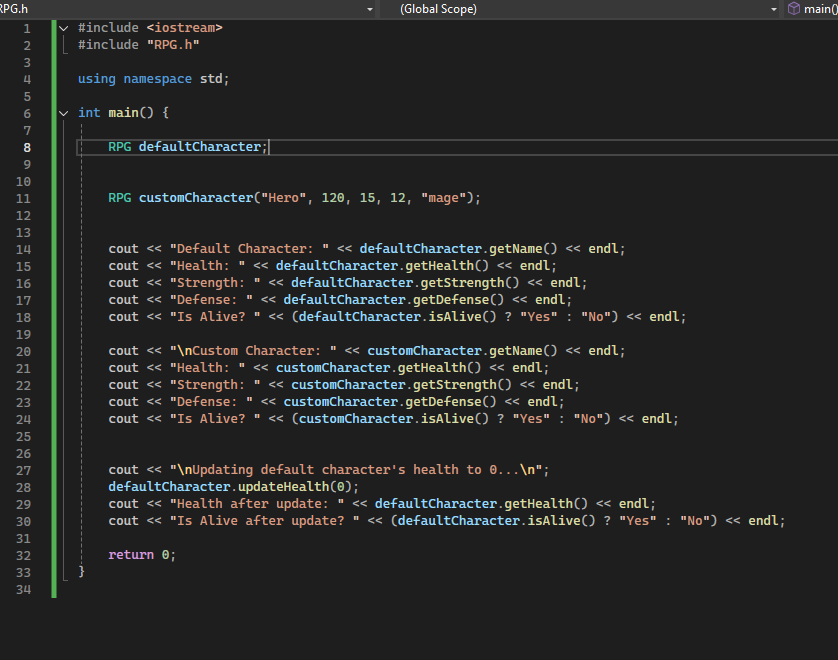 RPG.h (Global Scope) main()
1 #include <iostream>
2 #include "RPG.h"
3
4 using namespace std;
5
6 int main() {
7
8 RPG defaultCharacter;
9
10
11 RPG customCharacter("Hero", 120, 15, 12, "mage");
12
13
14 cout << "Default Character: " << defaultCharacter.getName() << endl;
15 cout << "Health: " << defaultCharacter.getHealth() << endl;
16 cout << "Strength: " << defaultCharacter.getStrength() << endl;
17 cout << "Defense: " << defaultCharacter.getDefense() << endl;
18 cout << "Is Alive? " << (defaultCharacter.isAlive() ? "Yes" : "No") << endl;
19
20 cout << "\nCustom Character: " << customCharacter.getName() << endl;
21 cout << "Health: " << customCharacter.getHealth() << endl;
22 cout << "Strength: " << customCharacter.getStrength() << endl;
23 cout << "Defense: " << customCharacter.getDefense() << endl;
24 cout << "Is Alive? " << (customCharacter.isAlive() ? "Yes" : "No") << endl;
25
26
27 cout << "\nUpdating default character's health to 0...\n";
28 defaultCharacter.updateHealth(0);
29 cout << "Health after update: " << defaultCharacter.getHealth() << endl;
30 cout << "Is Alive after update? " << (defaultCharacter.isAlive() ? "Yes" : "No") << endl;
31
32 return 0;
33 }
34